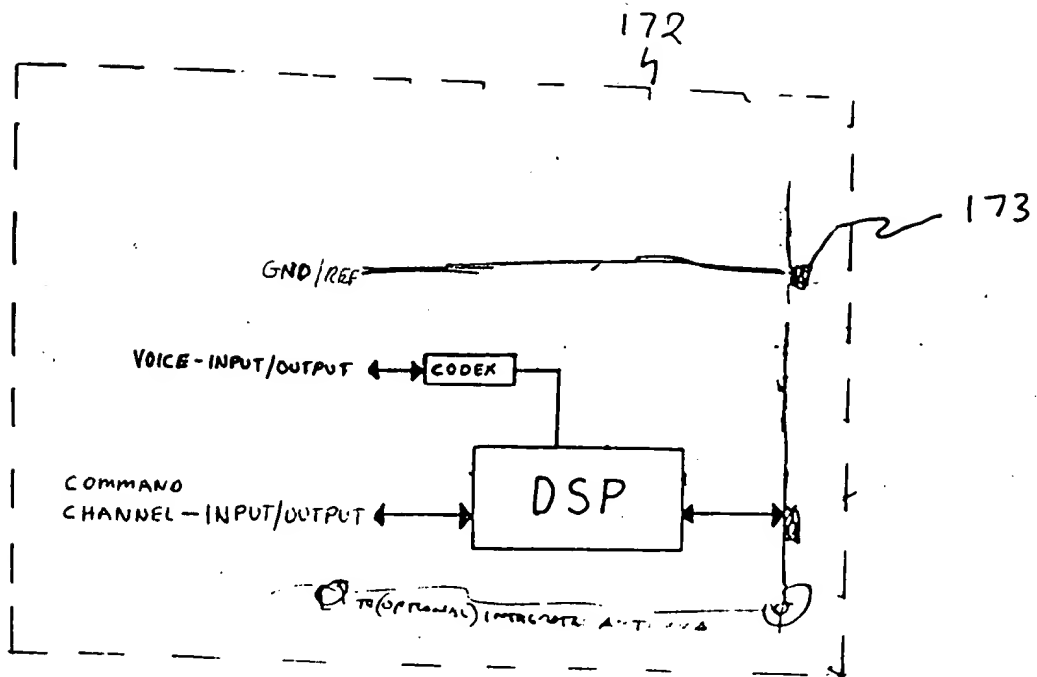 172
173
GND/REF
VOICE-INPUT/OUTPUT
CODEX
COMMAND
CHANNEL-INPUT/OUTPUT
DSP
TO (OPTIONAL)